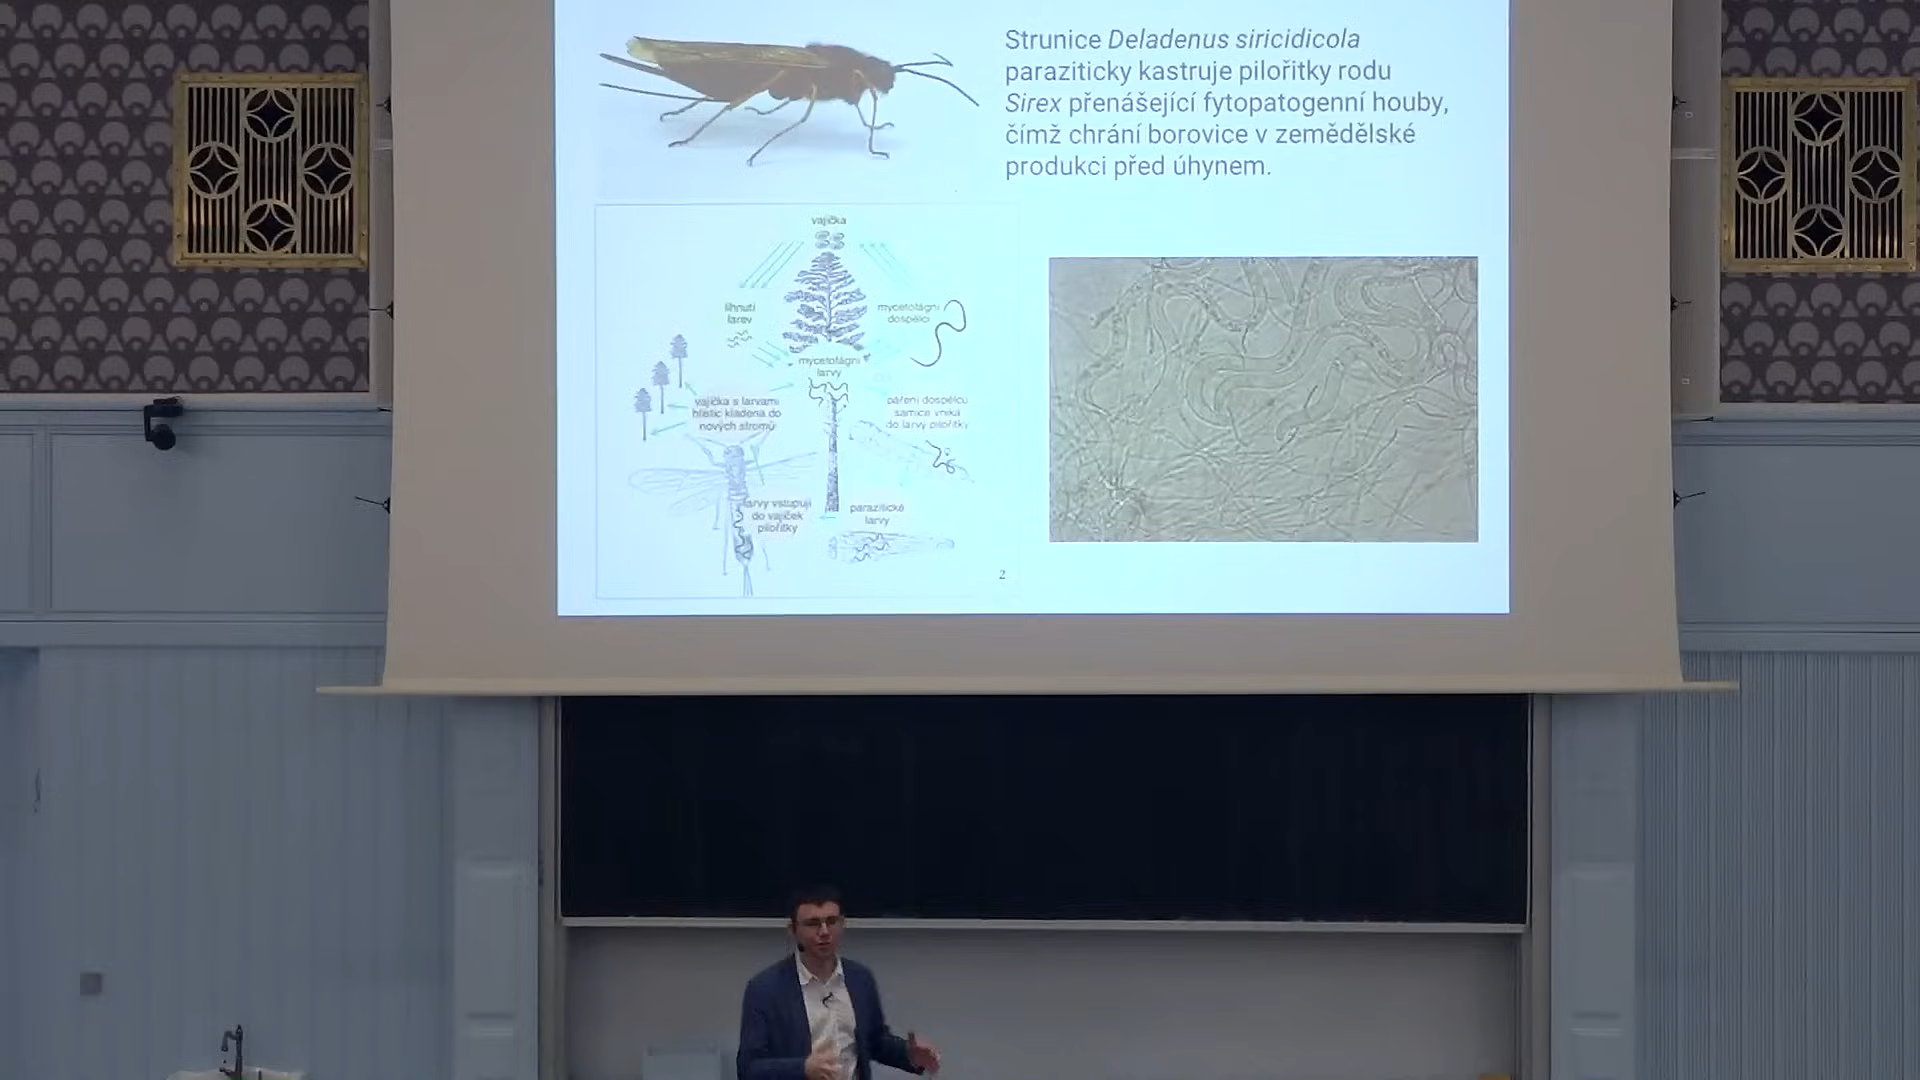 Strunice Deladenus siricidicola
paraziticky kastruje pilořitky rodu
Sirex přenášející fytopatogenní houby,
čímž chrání borovice v zemědělské
produkci před úhynem.
vajíčka
líhnutí
larev
mycetofágní
dospělci
mycetofágní
larvy
vajíčka s larvami
hlístic kladena do
nových stromů
páření dospělců
samice vniká
do larvy pilořitky
larvy vstupují
do vajíček
pilořitky
parazitické
larvy
2